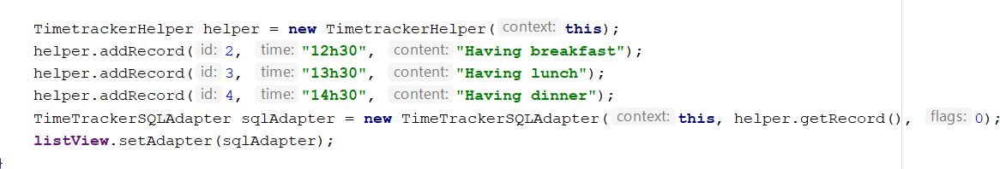 TimetrackerHelper helper = new TimetrackerHelper( context: this);
helper.addRecord( id: 2, time: "12h30", content: "Having breakfast");
helper.addRecord( id: 3, time: "13h30", content: "Having lunch");
helper.addRecord( id: 4, time: "14h30", content: "Having dinner");
TimeTrackerSQLAdapter sqlAdapter = new TimeTrackerSQLAdapter( context: this, helper.getRecord(), flags: 0);
listView.setAdapter(sqlAdapter);
}